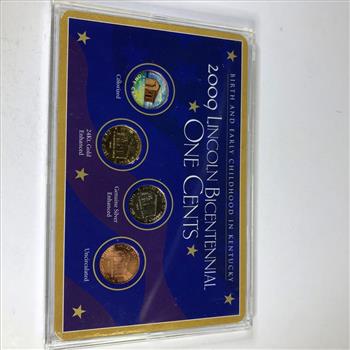 BIRTH AND EARLY CHILDHOOD IN KENTUCKY
2009 LINCOLN BICENTENNIAL
ONE CENTS
Colorized
24Kt. Gold
Enhanced
Genuine Silver
Enhanced
Uncirculated